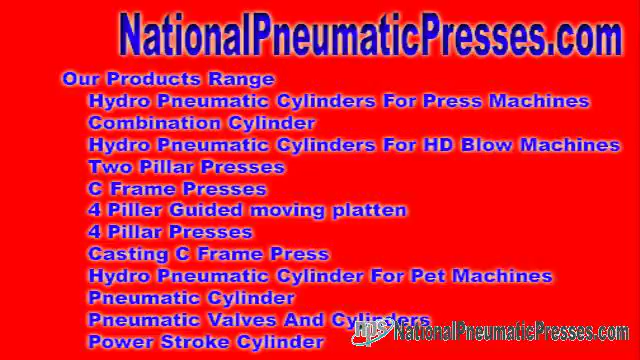 NationalPneumaticPresses.com
Our Products Range
Hydro Pneumatic Cylinders For Press Machines
Combination Cylinder
Hydro Pneumatic Cylinders For HD Blow Machines
Two Pillar Presses
C Frame Presses
4 Piller Guided moving platten
4 Pillar Presses
Casting C Frame Press
Hydro Pneumatic Cylinder For Pet Machines
Pneumatic Cylinder
Pneumatic Valves And Cylinders
NationalPneumaticPresses.com
Power Stroke Cylinder